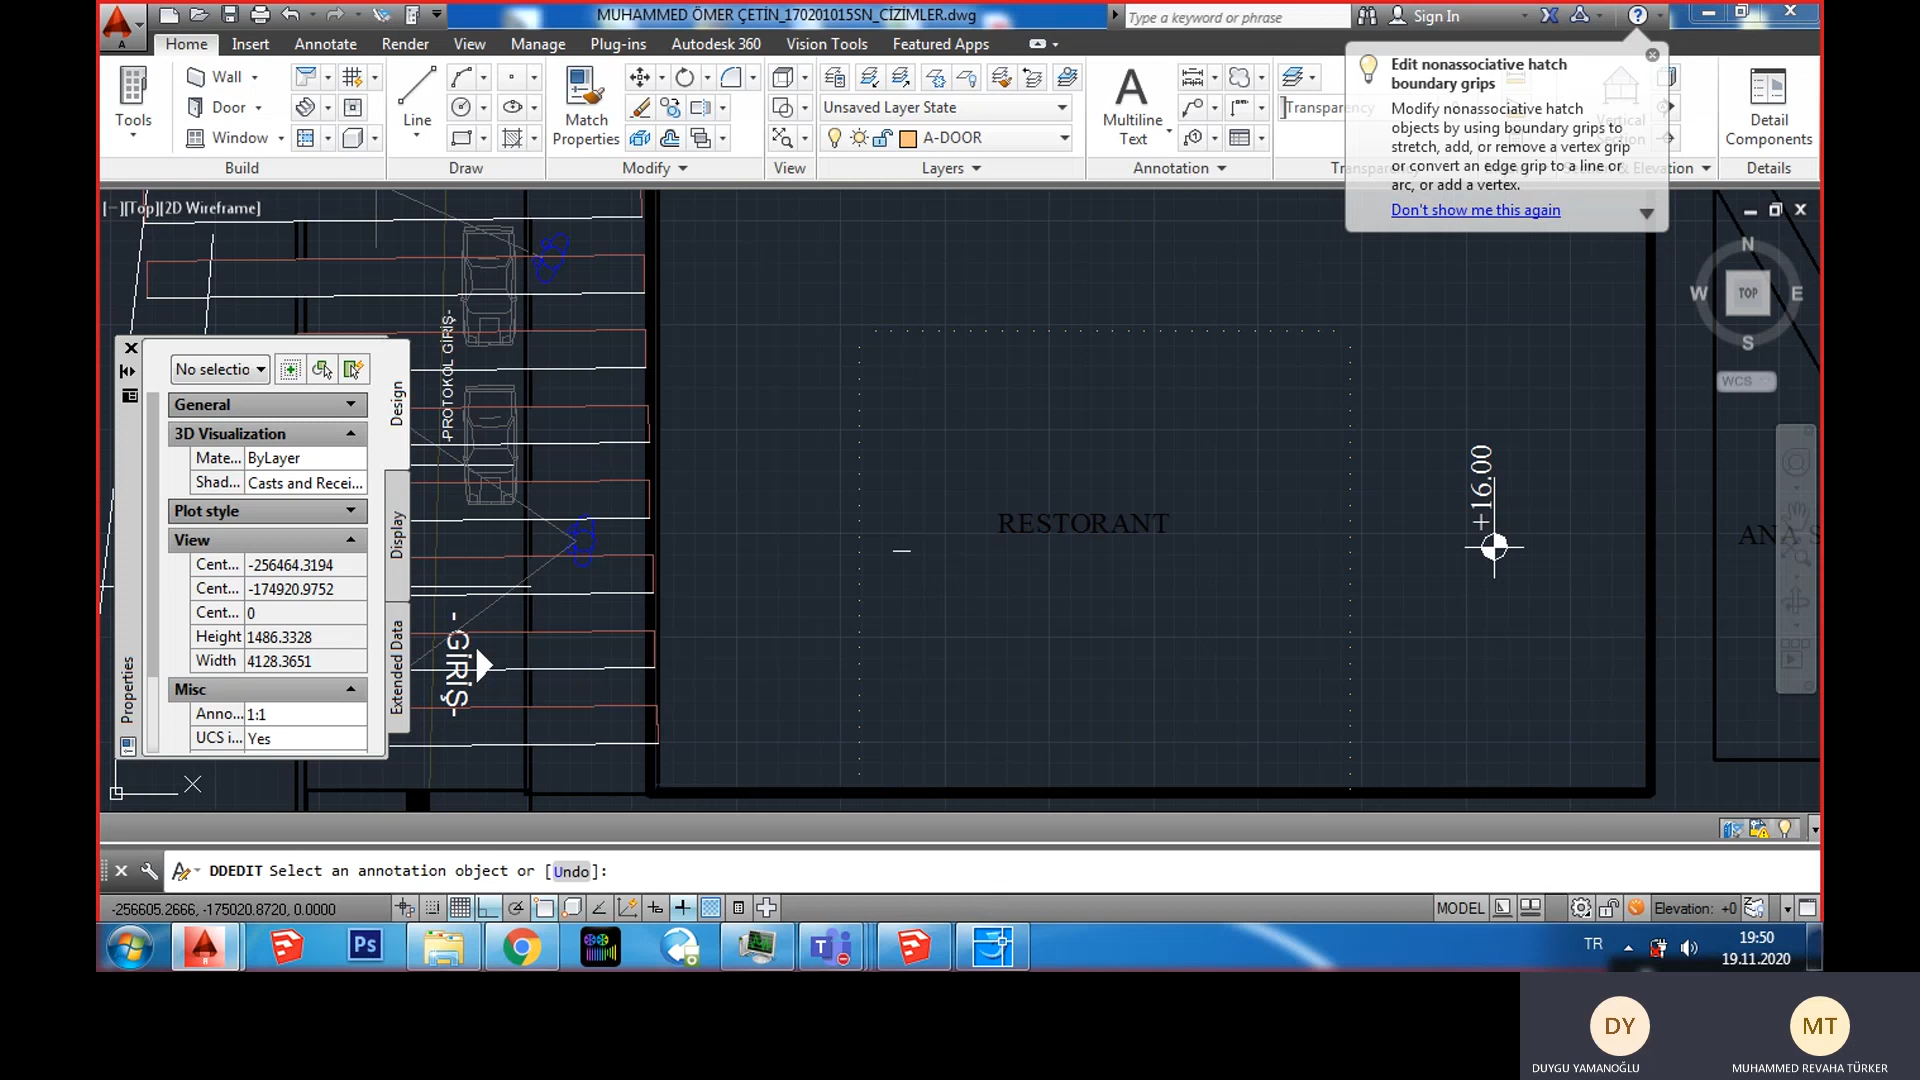 MUHAMMED ÖMER ÇETİN_170201015SN_CİZİMLER.dwg
Type a keyword or phrase
Sign In
Home Insert Annotate Render View Manage Plug-ins Autodesk 360 Vision Tools Featured Apps
Tools
Wall
Door
Window
Line
Match
Properties
Unsaved Layer State
A-DOOR
Multiline
Text
Transparency
Vertical
Section
Detail
Components
Build Draw Modify View Layers Annotation Section & Elevation Details
Edit nonassociative hatch
boundary grips
Modify nonassociative hatch
objects by using boundary grips to
stretch, add, or remove a vertex grip
or convert an edge grip to a line or
arc, or add a vertex.
Don't show me this again
[−][Top][2D Wireframe]
N
W TOP E
S
WCS
-PROTOKOL GİRİŞ-
- GİRİŞ-
RESTORANT
+16.00
No selectio
General
3D Visualization
Mate... ByLayer
Shad... Casts and Recei...
Plot style
View
Cent... -256464.3194
Cent... -174920.9752
Cent... 0
Height 1486.3328
Width 4128.3651
Misc
Anno... 1:1
UCS i... Yes
Design
Display
Extended Data
Properties
X
DDEDIT Select an annotation object or [Undo]:
-256605.2666, -175020.8720, 0.0000
MODEL
Elevation: +0
Ps
TR
19:50
19.11.2020
DY
MT
DUYGU YAMANOĞLU
MUHAMMED REVAHA TÜRKER